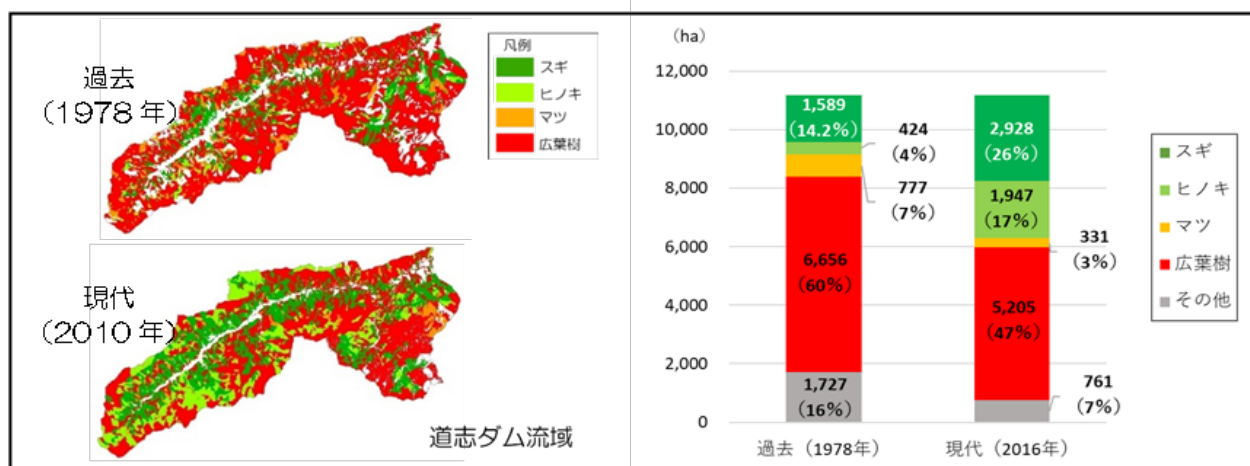 過去
(1978年)
凡例
スギ
ヒノキ
マツ
広葉樹
現代
(2010年)
道志ダム流域
(ha)
12,000
10,000
8,000
6,000
4,000
2,000
0
1,589
(14.2%)
424
(4%)
777
(7%)
6,656
(60%)
1,727
(16%)
2,928
(26%)
1,947
(17%)
331
(3%)
5,205
(47%)
761
(7%)
過去(1978年)
現代(2016年)
スギ
ヒノキ
マツ
広葉樹
その他